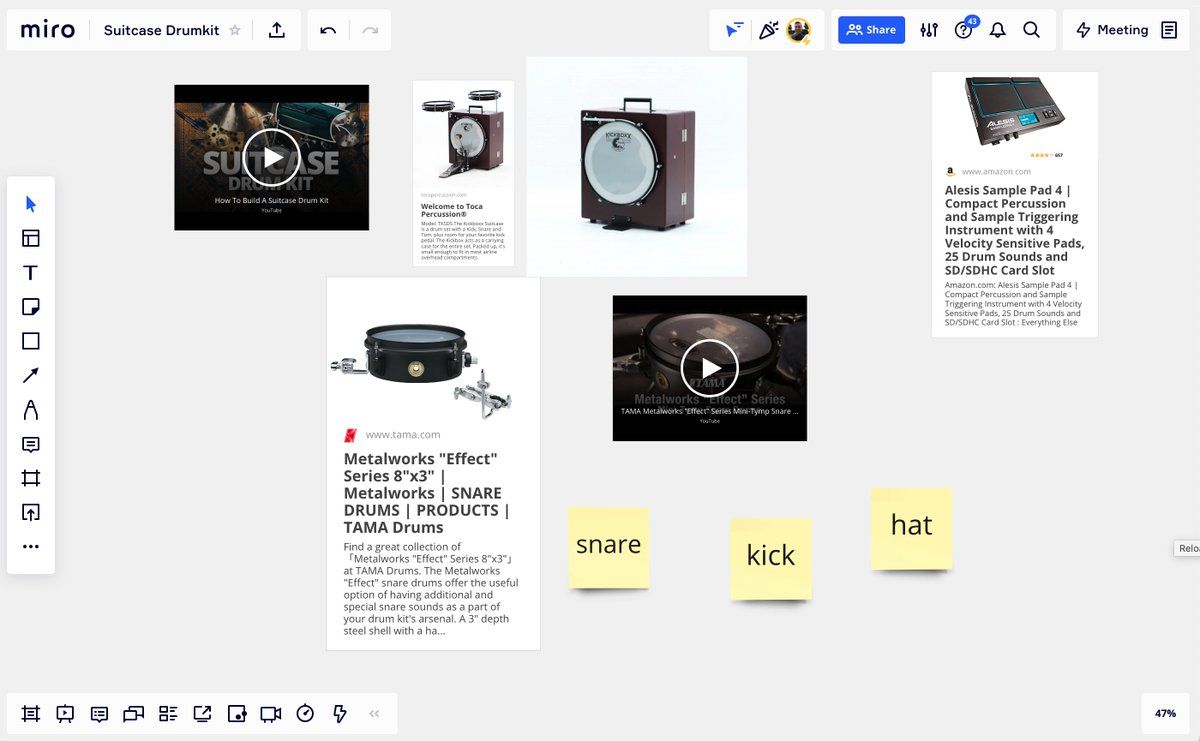 miro
Suitcase Drumkit
Share
43
Meeting
SUITCASE
DRUM KIT
How To Build A Suitcase Drum Kit
YouTube
tocapercussion.com
Welcome to Toca
Percussion®
Model: TKSDS The Kickboxx Suitcase
is a drum set with a Kick, Snare and
Tom, plus room for your favorite kick
pedal. The Kickbox acts as a carrying
case for the entire set. Packed up, it's
small enough to fit in most airline
overhead compartments.
KICKBOXX
ALESIS
657
www.amazon.com
Alesis Sample Pad 4 |
Compact Percussion
and Sample Triggering
Instrument with 4
Velocity Sensitive Pads,
25 Drum Sounds and
SD/SDHC Card Slot
Amazon.com: Alesis Sample Pad 4 |
Compact Percussion and Sample
Triggering Instrument with 4 Velocity
Sensitive Pads, 25 Drum Sounds and
SD/SDHC Card Slot : Everything Else
www.tama.com
Metalworks "Effect"
Series 8"x3" |
Metalworks | SNARE
DRUMS | PRODUCTS |
TAMA Drums
Find a great collection of
「Metalworks "Effect" Series 8"x3"」
at TAMA Drums. The Metalworks
"Effect" snare drums offer the useful
option of having additional and
special snare sounds as a part of
your drum kit's arsenal. A 3" depth
steel shell with a ha...
TAMA
Metalworks "Effect" Series
TAMA Metalworks "Effect" Series Mini-Tymp Snare ...
YouTube
snare
kick
hat
Relo
47%